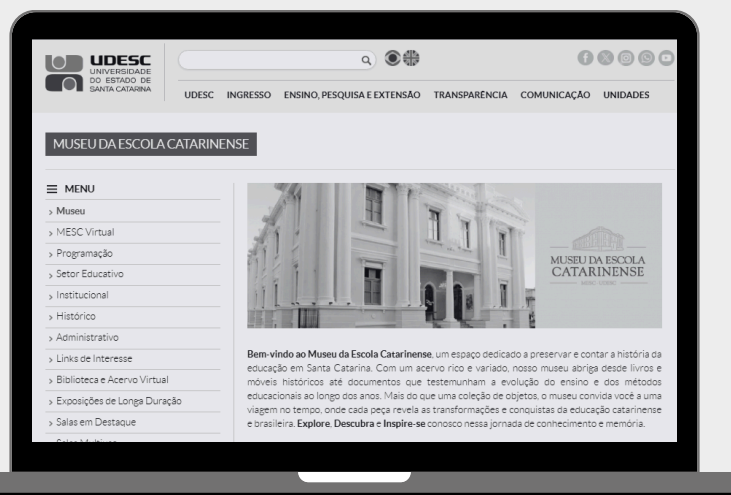 UDESC
UNIVERSIDADE
DO ESTADO DE
SANTA CATARINA
UDESC INGRESSO ENSINO, PESQUISA E EXTENSÃO TRANSPARÊNCIA COMUNICAÇÃO UNIDADES
MUSEU DA ESCOLA CATARINENSE
MENU
Museu
MESC Virtual
Programação
Setor Educativo
Institucional
Histórico
Administrativo
Links de Interesse
Biblioteca e Acervo Virtual
Exposições de Longa Duração
Salas em Destaque
MUSEU DA ESCOLA
CATARINENSE
MESC UDESC
Bem-vindo ao Museu da Escola Catarinense, um espaço dedicado a preservar e contar a história da
educação em Santa Catarina. Com um acervo rico e variado, nosso museu abriga desde livros e
móveis históricos até documentos que testemunham a evolução do ensino e dos métodos
educacionais ao longo dos anos. Mais do que uma coleção de objetos, o museu convida você a uma
viagem no tempo, onde cada peça revela as transformações e conquistas da educação catarinense
e brasileira. Explore, Descubra e Inspire-se conosco nessa jornada de conhecimento e memória.